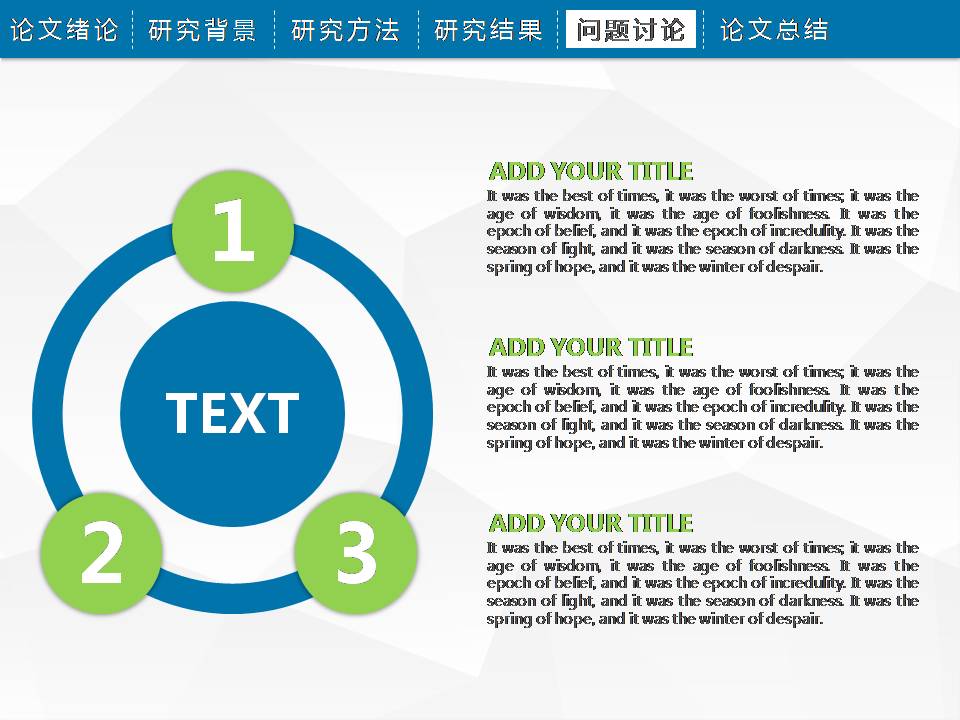 论文绪论 研究背景 研究方法 研究结果 问题讨论 论文总结
1
TEXT
2
3
ADD YOUR TITLE
It was the best of times, it was the worst of times; it was the
age of wisdom, it was the age of foolishness. It was the
epoch of belief, and it was the epoch of incredulity. It was the
season of light, and it was the season of darkness. It was the
spring of hope, and it was the winter of despair.
ADD YOUR TITLE
It was the best of times, it was the worst of times; it was the
age of wisdom, it was the age of foolishness. It was the
epoch of belief, and it was the epoch of incredulity. It was the
season of light, and it was the season of darkness. It was the
spring of hope, and it was the winter of despair.
ADD YOUR TITLE
It was the best of times, it was the worst of times; it was the
age of wisdom, it was the age of foolishness. It was the
epoch of belief, and it was the epoch of incredulity. It was the
season of light, and it was the season of darkness. It was the
spring of hope, and it was the winter of despair.